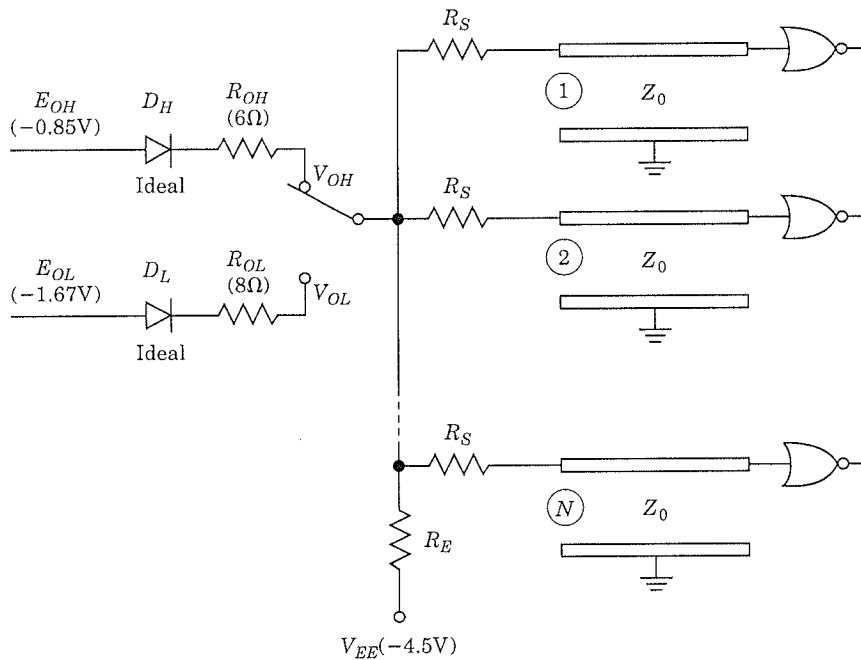 R_S
1
Z_0
E_OH
(−0.85V)
D_H
Ideal
R_OH
(6Ω)
V_OH
R_S
2
Z_0
E_OL
(−1.67V)
D_L
Ideal
R_OL
(8Ω)
V_OL
R_S
N
Z_0
R_E
V_EE(−4.5V)